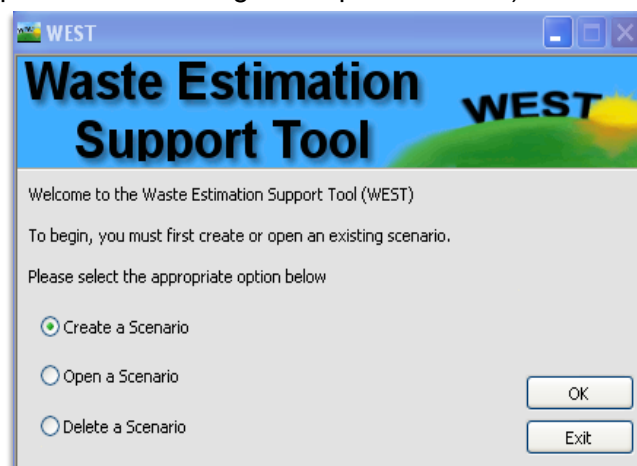 WEST
Waste Estimation
Support Tool
WEST
Welcome to the Waste Estimation Support Tool (WEST)
To begin, you must first create or open an existing scenario.
Please select the appropriate option below
Create a Scenario
Open a Scenario
Delete a Scenario
OK
Exit